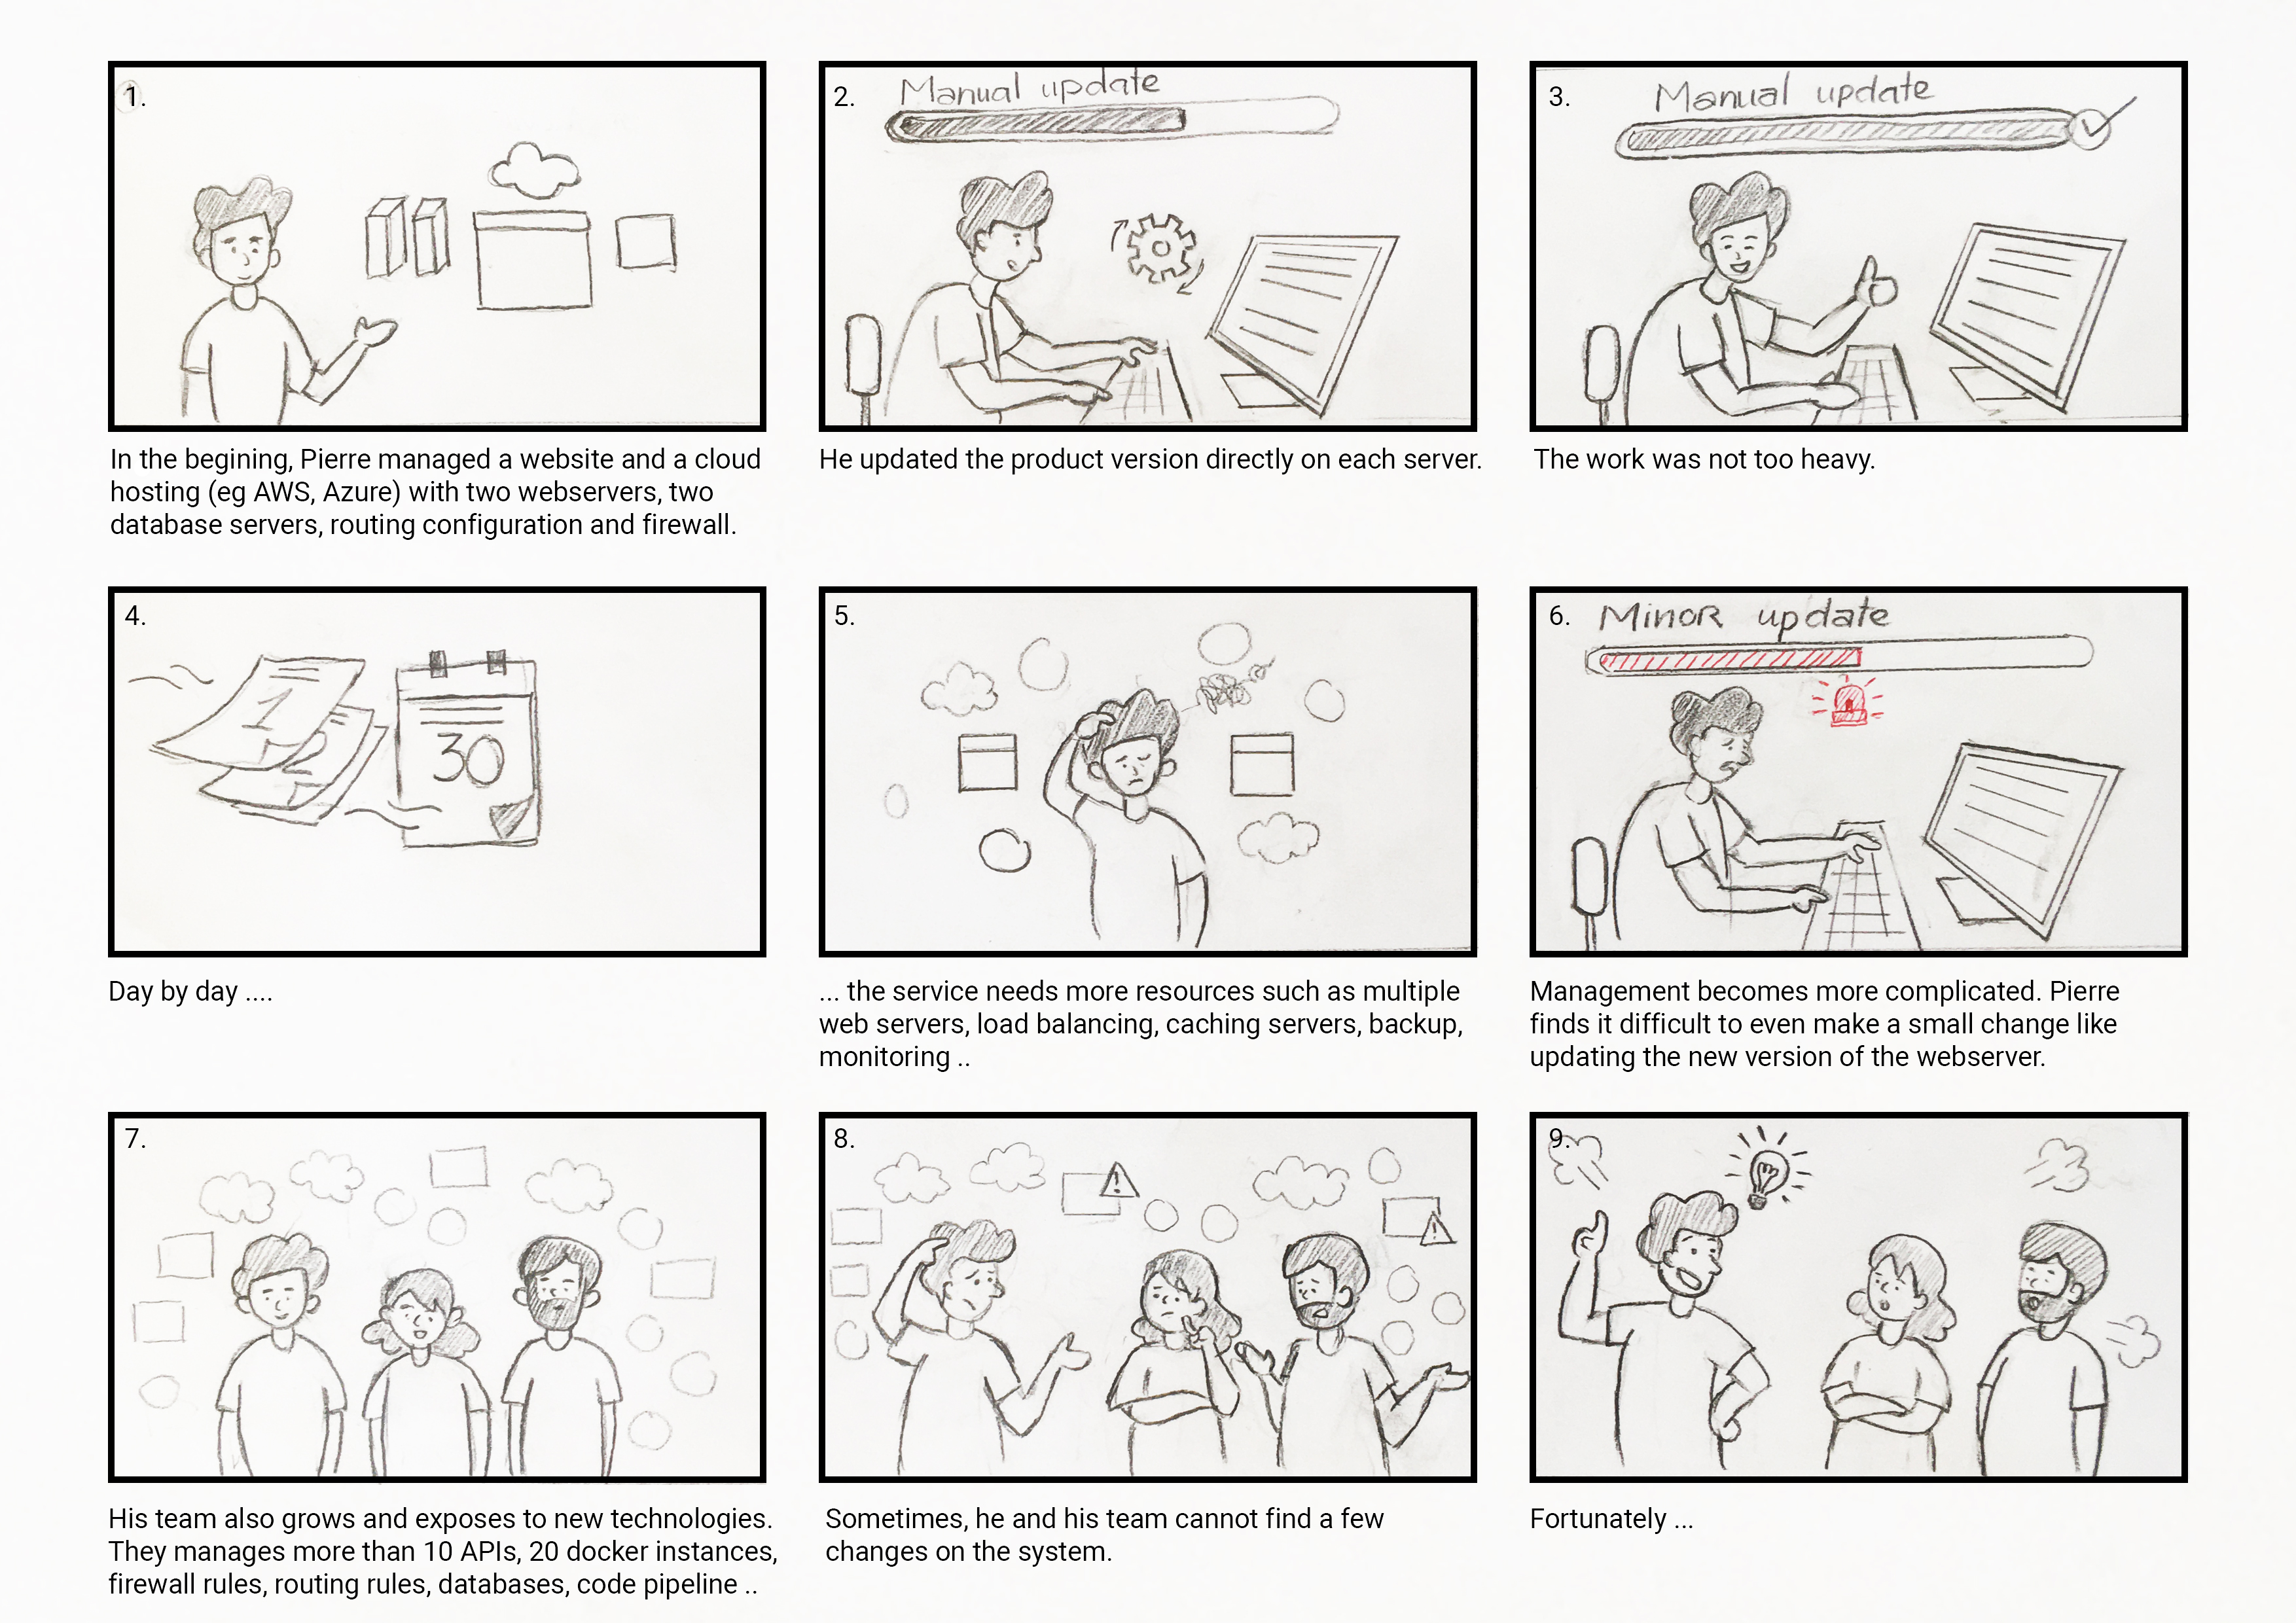 1.
In the begining, Pierre managed a website and a cloud
hosting (eg AWS, Azure) with two webservers, two
database servers, routing configuration and firewall.
2.
Manual update
He updated the product version directly on each server.
3.
Manual update
The work was not too heavy.
4.
1
2
30
Day by day ....
5.
... the service needs more resources such as multiple
web servers, load balancing, caching servers, backup,
monitoring ..
6.
Minor update
Management becomes more complicated. Pierre
finds it difficult to even make a small change like
updating the new version of the webserver.
7.
His team also grows and exposes to new technologies.
They manages more than 10 APIs, 20 docker instances,
firewall rules, routing rules, databases, code pipeline ..
8.
!
!
Sometimes, he and his team cannot find a few
changes on the system.
9.
Fortunately ...